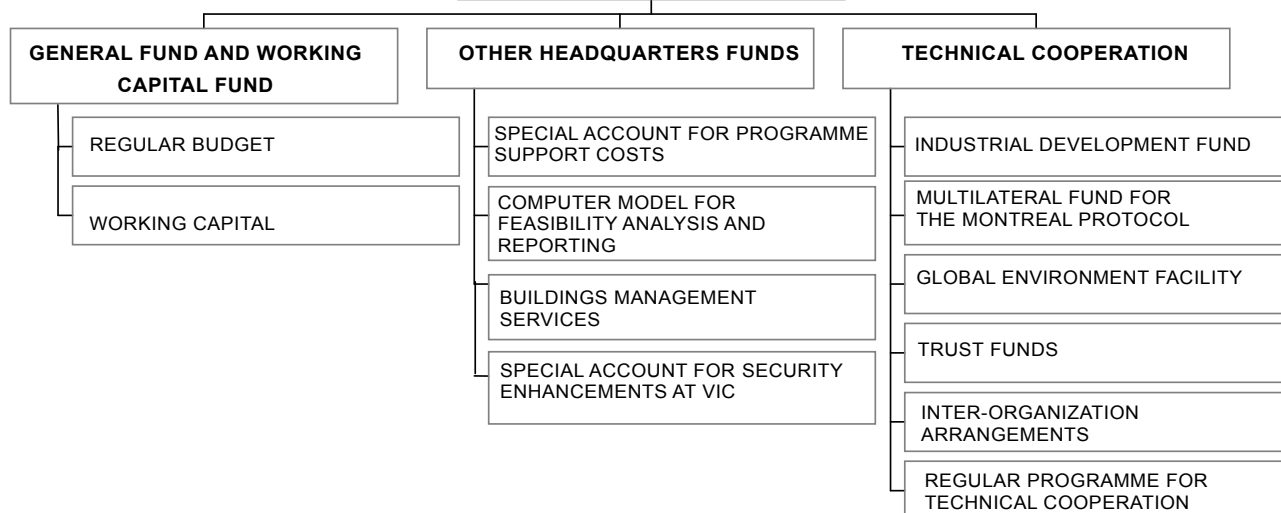 GENERAL FUND AND WORKING
CAPITAL FUND
REGULAR BUDGET
WORKING CAPITAL
OTHER HEADQUARTERS FUNDS
SPECIAL ACCOUNT FOR PROGRAMME
SUPPORT COSTS
COMPUTER MODEL FOR
FEASIBILITY ANALYSIS AND
REPORTING
BUILDINGS MANAGEMENT
SERVICES
SPECIAL ACCOUNT FOR SECURITY
ENHANCEMENTS AT VIC
TECHNICAL COOPERATION
INDUSTRIAL DEVELOPMENT FUND
MULTILATERAL FUND FOR
THE MONTREAL PROTOCOL
GLOBAL ENVIRONMENT FACILITY
TRUST FUNDS
INTER-ORGANIZATION
ARRANGEMENTS
REGULAR PROGRAMME FOR
TECHNICAL COOPERATION